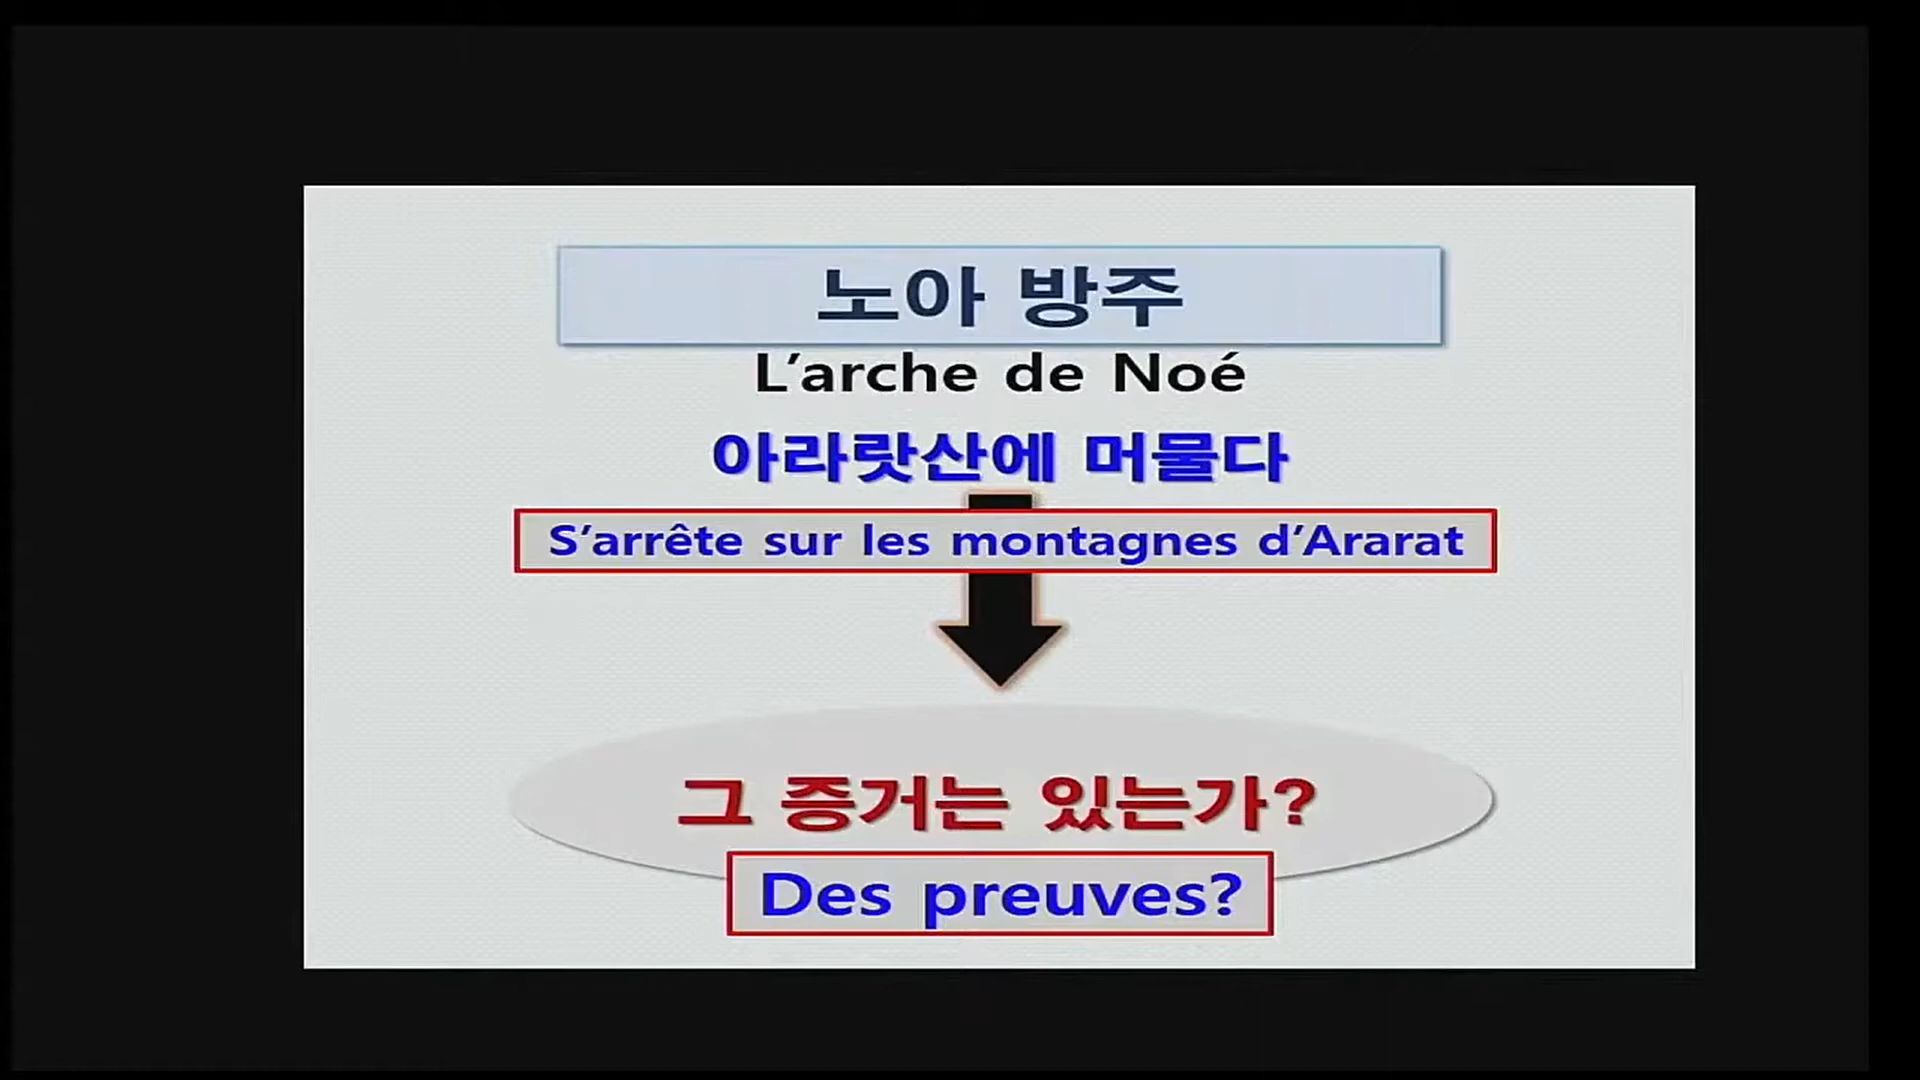 노아 방주
L’arche de Noé
아라랏산에 머물다
S’arrête sur les montagnes d’Ararat
그 증거는 있는가?
Des preuves?